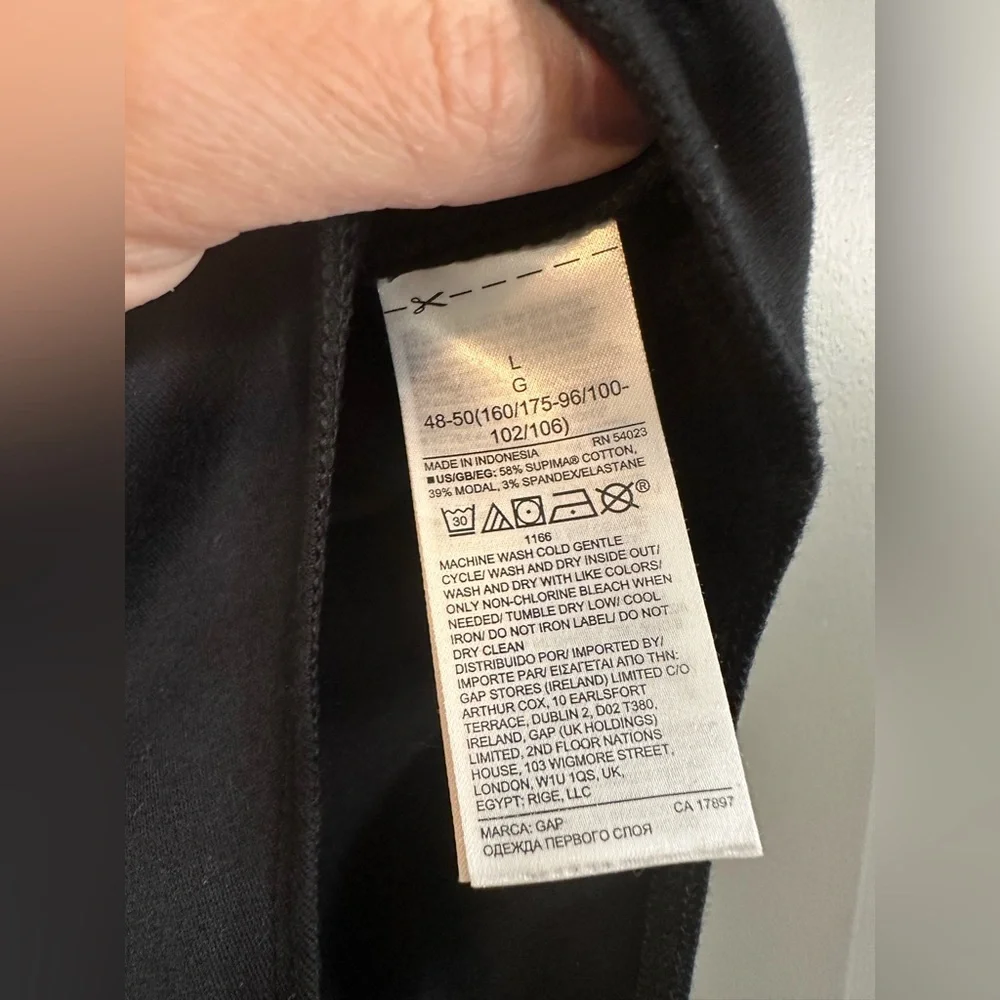 L
G
48-50(160/175-96/100-
102/106)
MADE IN INDONESIA RN 54023
■US/GB/EG: 58% SUPIMA® COTTON,
39% MODAL, 3% SPANDEX/ELASTANE
30 ®
1166
MACHINE WASH COLD GENTLE
CYCLE/ WASH AND DRY INSIDE OUT/
WASH AND DRY WITH LIKE COLORS/
ONLY NON-CHLORINE BLEACH WHEN
NEEDED/ TUMBLE DRY LOW/ COOL
IRON/ DO NOT IRON LABEL/ DO NOT
DRY CLEAN
DISTRIBUIDO POR/ IMPORTED BY/
IMPORTE PAR/ ΕΙΣΑΓΕΤΑΙ ΑΠΟ ΤΗΝ:
GAP STORES (IRELAND) LIMITED C/O
ARTHUR COX, 10 EARLSFORT
TERRACE, DUBLIN 2, D02 T380,
IRELAND, GAP (UK HOLDINGS)
LIMITED, 2ND FLOOR NATIONS
HOUSE, 103 WIGMORE STREET,
LONDON, W1U 1QS, UK,
EGYPT: RIGE, LLC
CA 17897
MARCA: GAP
ОДЕЖДА ПЕРВОГО СЛОЯ